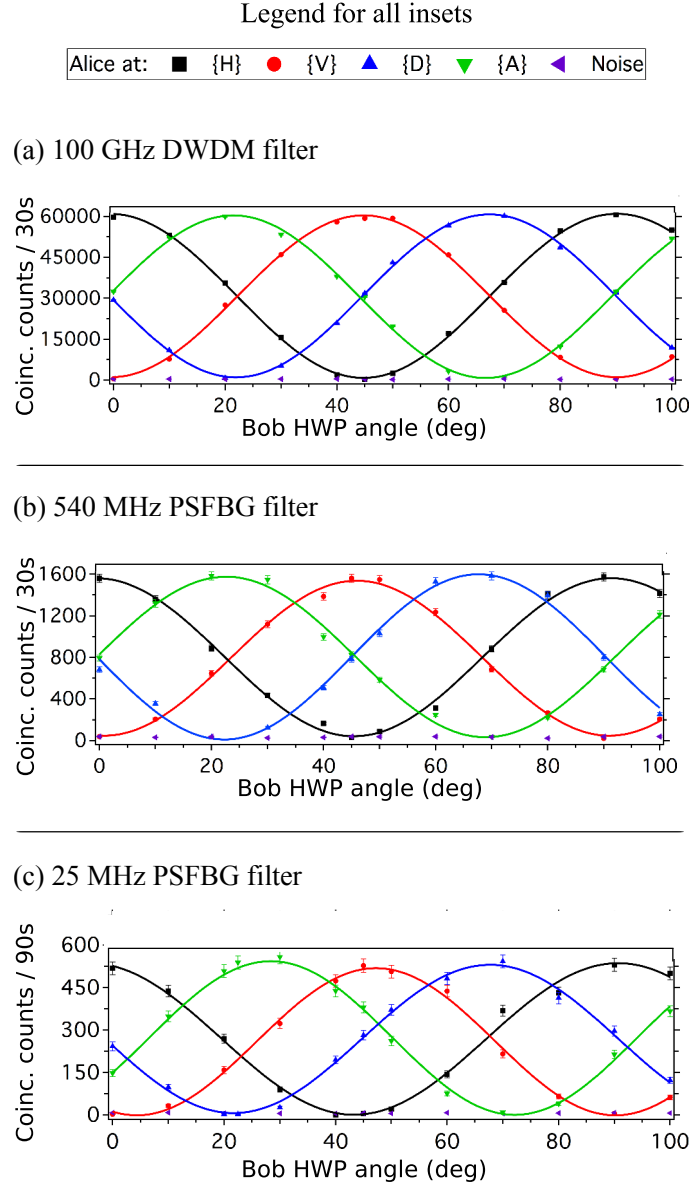 Legend for all insets
Alice at: {H} {V} {D} {A} Noise
(a) 100 GHz DWDM filter
Coinc. counts / 30s
60000
45000
30000
15000
0
0 20 40 60 80 100
Bob HWP angle (deg)
(b) 540 MHz PSFBG filter
Coinc. counts / 30s
1600
1200
800
400
0
0 20 40 60 80 100
Bob HWP angle (deg)
(c) 25 MHz PSFBG filter
Coinc. counts / 90s
600
450
300
150
0
0 20 40 60 80 100
Bob HWP angle (deg)